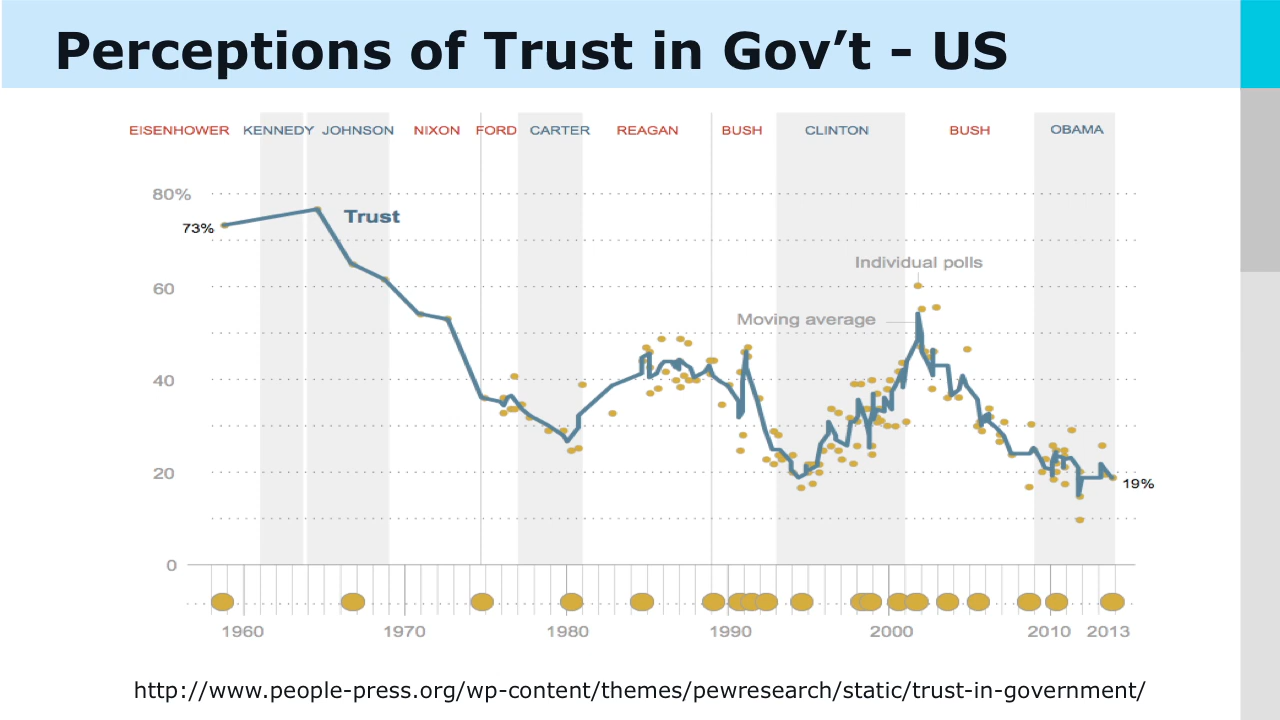 Perceptions of Trust in Gov’t – US
EISENHOWER KENNEDY JOHNSON NIXON FORD CARTER REAGAN BUSH CLINTON BUSH OBAMA
80%
Trust
73%
Individual polls
60
Moving average
40
20
19%
0
1960 1970 1980 1990 2000 2010 2013
http://www.people-press.org/wp-content/themes/pewresearch/static/trust-in-government/